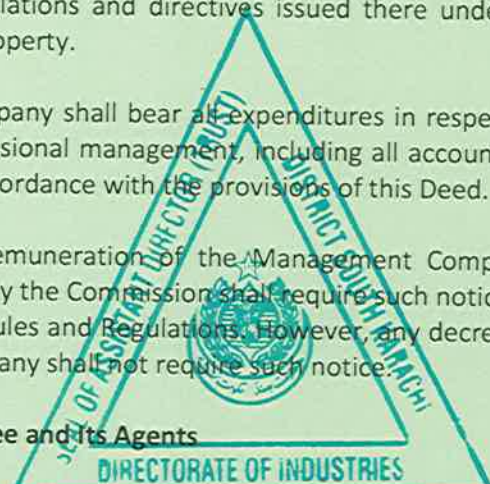 lations and directives issued there unde
operty.
pany shall bear all expenditures in respe
sional management, including all accoun
ordance with the provisions of this Deed.
emuneration of the Management Comp
y the Commission shall require such notic
ules and Regulations. However, any decre
any shall not require such notice.
ee and Its Agents
SEAL OF ASSISTANT DIRECTOR (TRUST)
DISTRICT SOUTH KARACHI
DIRECTORATE OF INDUSTRIES